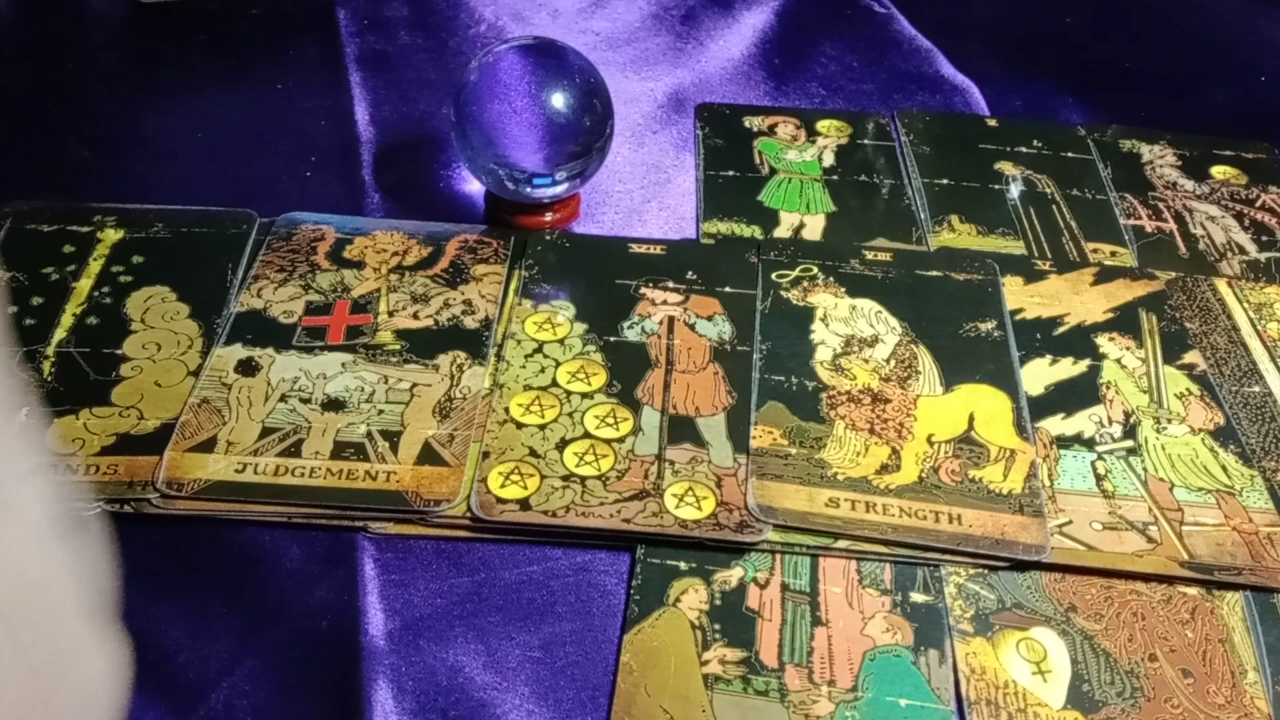 V
VII
VIII
V
NDS.
JUDGEMENT.
STRENGTH.